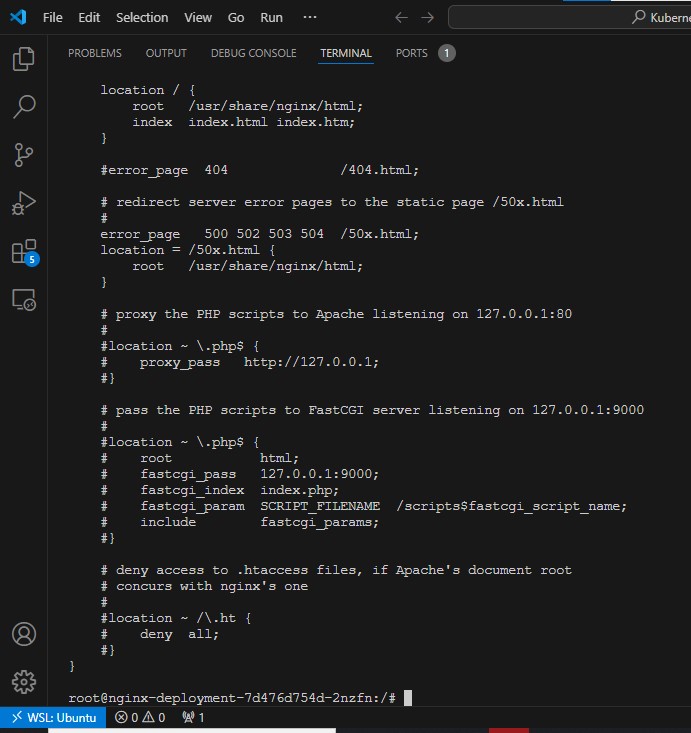 File Edit Selection View Go Run ··· Kuberne
PROBLEMS OUTPUT DEBUG CONSOLE TERMINAL PORTS 1
location / {
root /usr/share/nginx/html;
index index.html index.htm;
}
#error_page 404 /404.html;
# redirect server error pages to the static page /50x.html
#
error_page 500 502 503 504 /50x.html;
location = /50x.html {
root /usr/share/nginx/html;
}
# proxy the PHP scripts to Apache listening on 127.0.0.1:80
#
#location ~ \.php$ {
# proxy_pass http://127.0.0.1;
#}
# pass the PHP scripts to FastCGI server listening on 127.0.0.1:9000
#
#location ~ \.php$ {
# root html;
# fastcgi_pass 127.0.0.1:9000;
# fastcgi_index index.php;
# fastcgi_param SCRIPT_FILENAME /scripts$fastcgi_script_name;
# include fastcgi_params;
#}
# deny access to .htaccess files, if Apache's document root
# concurs with nginx's one
#
#location ~ /\.ht {
# deny all;
#}
}
root@nginx-deployment-7d476d754d-2nzfn:/#
5
WSL: Ubuntu 0 0 1